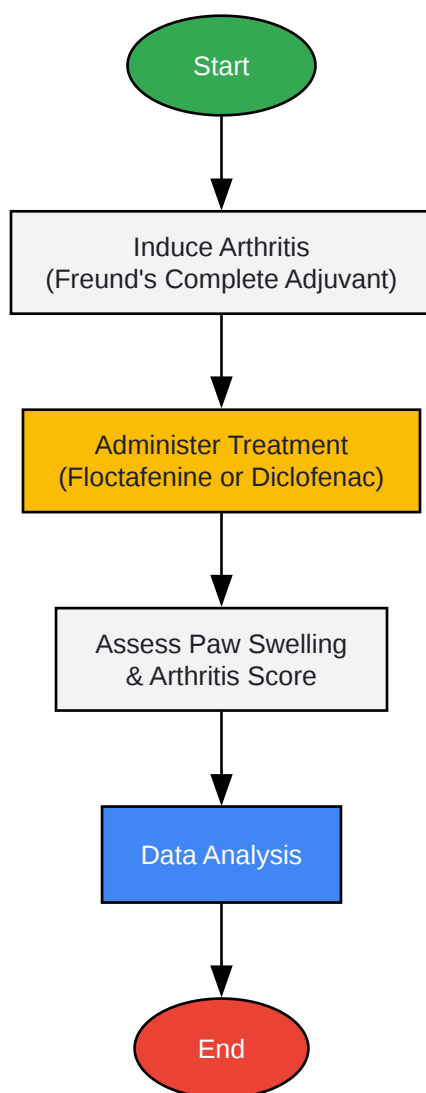 Start
Induce Arthritis
(Freund's Complete Adjuvant)
Administer Treatment
(Floctafenine or Diclofenac)
Assess Paw Swelling
& Arthritis Score
Data Analysis
End